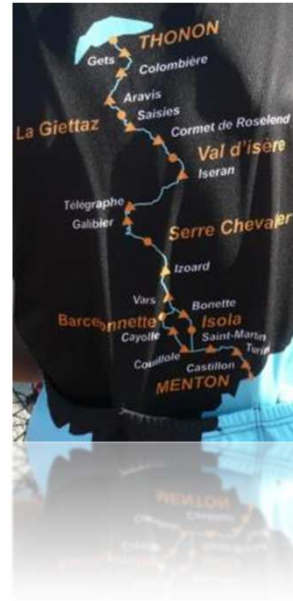 THONON
Gets
Colombière
Aravis
Saisies
La Giettaz
Cormet de Roselend
Val d'isère
Iseran
Télégraphe
Galibier
Serre Chevalier
Izoard
Vars
Bonette
Barcelonnette
Isola
Cayolle
Saint-Martin
Turini
Couillole
Castillon
MENTON